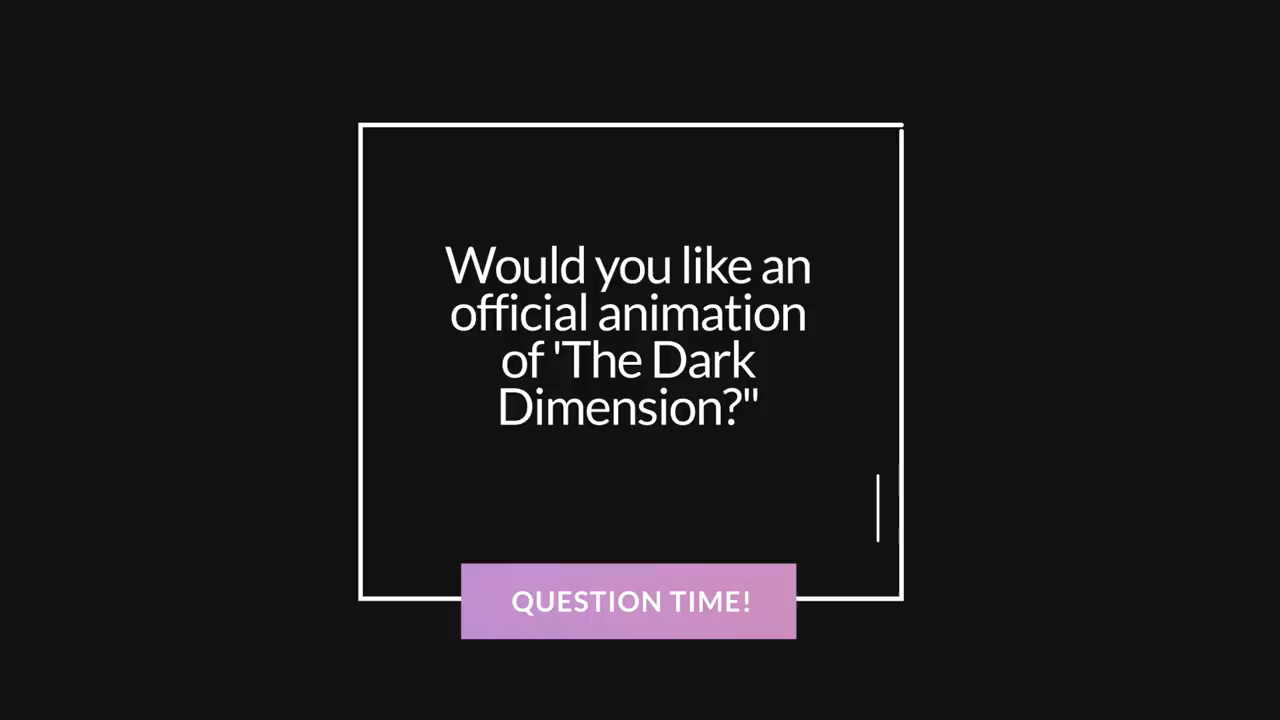 Would you like an
official animation
of 'The Dark
Dimension?"
QUESTION TIME!